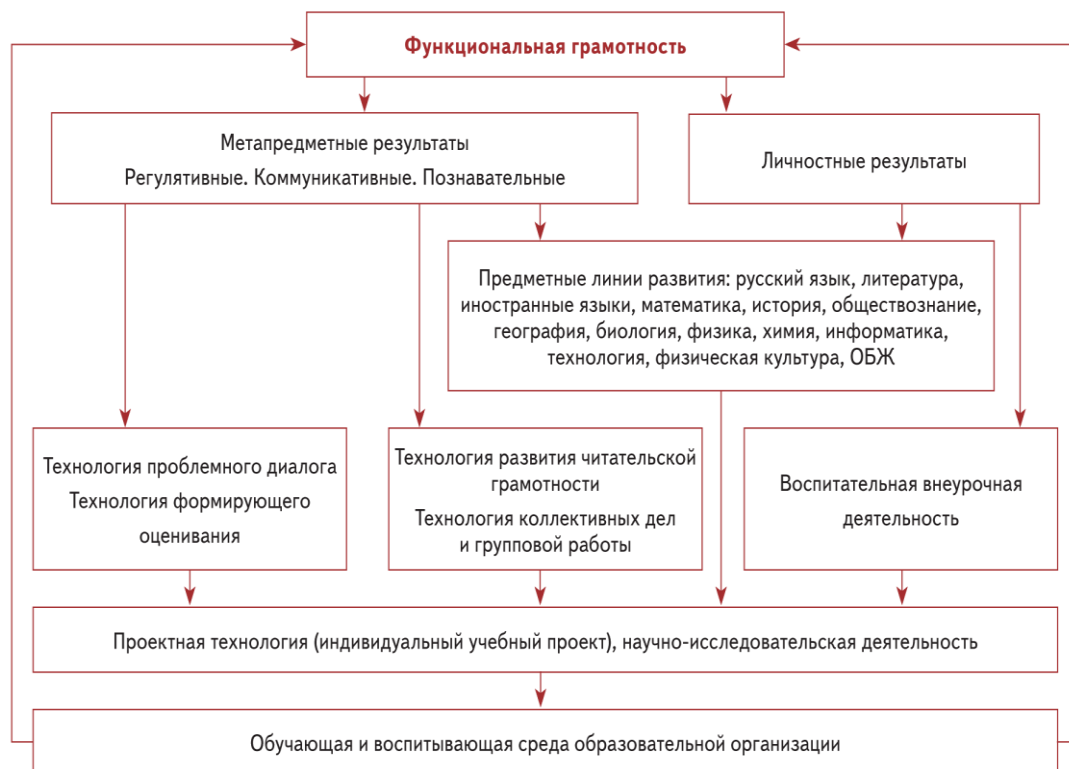 Функциональная грамотность
Метапредметные результаты
Регулятивные. Коммуникативные. Познавательные
Личностные результаты
Предметные линии развития: русский язык, литература,
иностранные языки, математика, история, обществознание,
география, биология, физика, химия, информатика,
технология, физическая культура, ОБЖ
Технология проблемного диалога
Технология формирующего
оценивания
Технология развития читательской
грамотности
Технология коллективных дел
и групповой работы
Воспитательная внеурочная
деятельность
Проектная технология (индивидуальный учебный проект), научно-исследовательская деятельность
Обучающая и воспитывающая среда образовательной организации